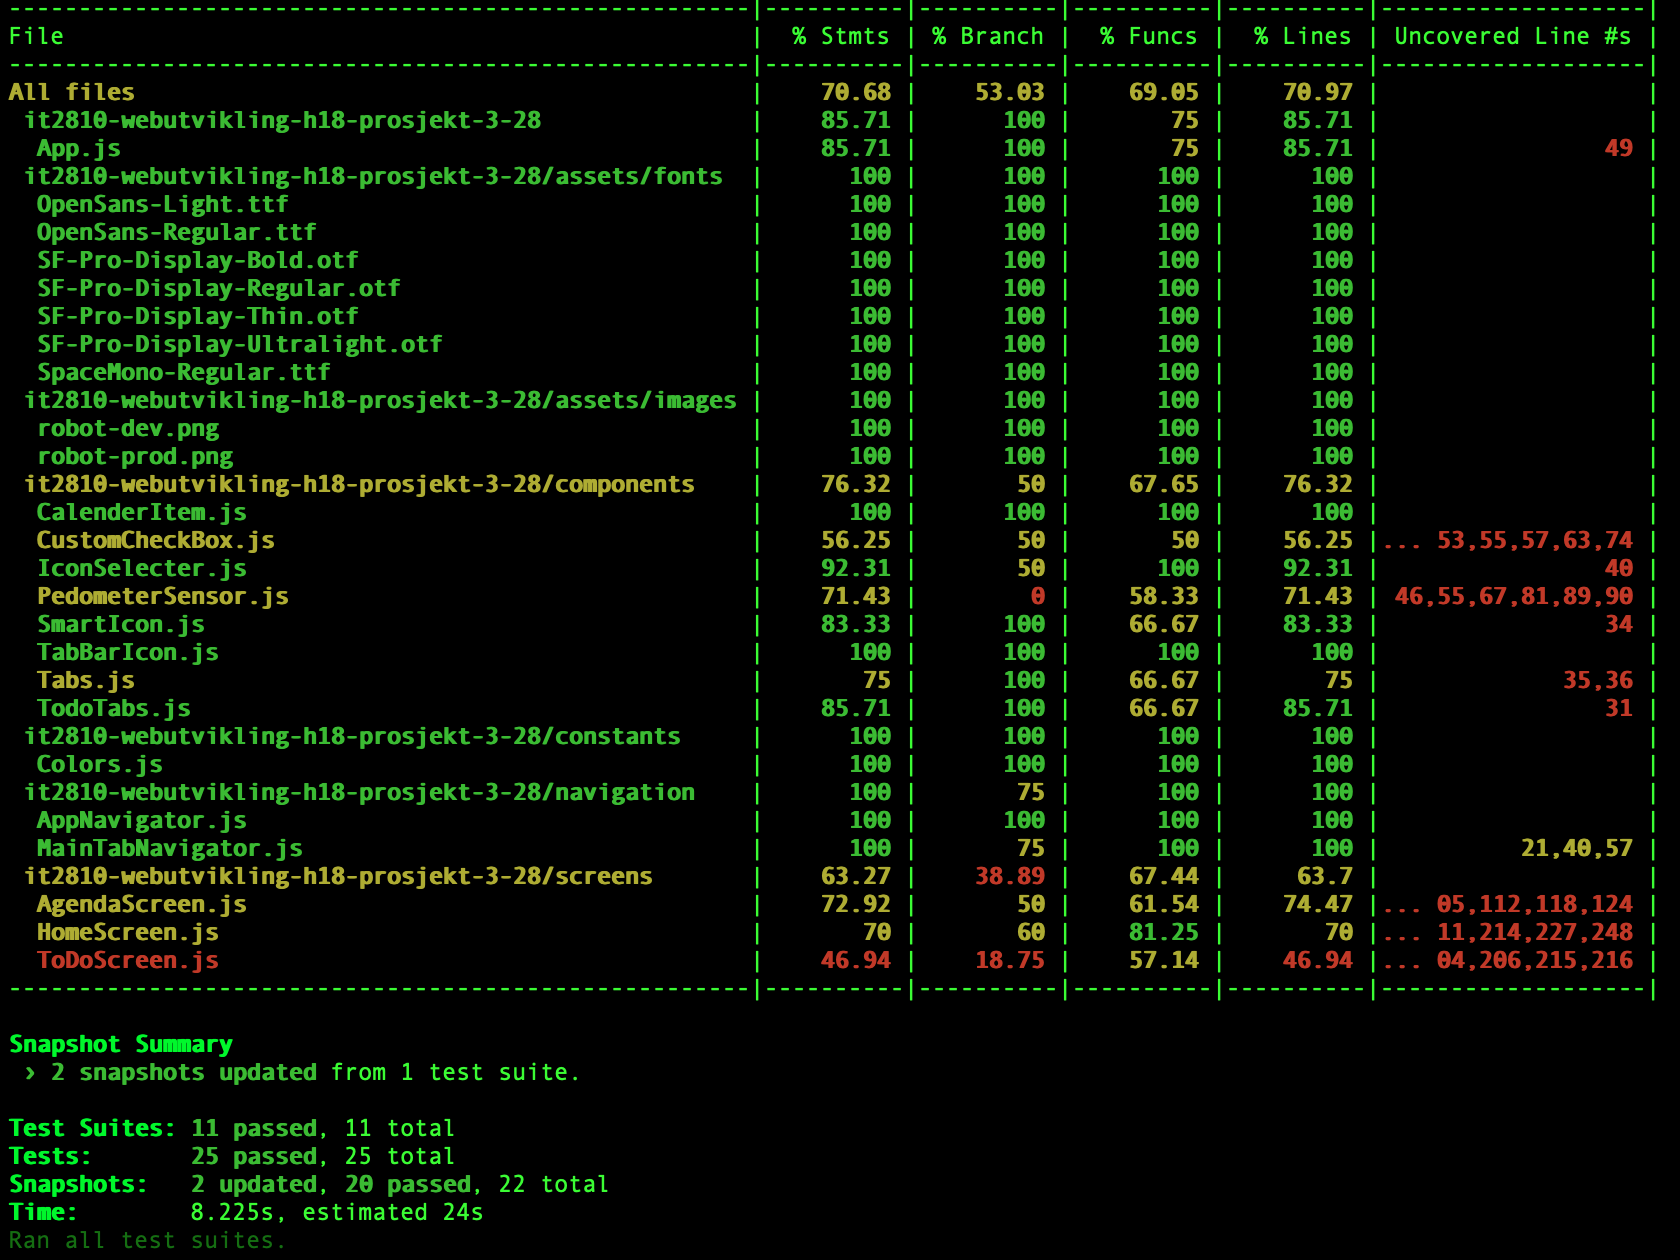 -----------------------------------------------------|----------|----------|----------|----------|-------------------|
File                                                 |  % Stmts | % Branch |  % Funcs |  % Lines | Uncovered Line #s |
-----------------------------------------------------|----------|----------|----------|----------|-------------------|
All files                                            |    70.68 |    53.03 |    69.05 |    70.97 |                   |
 it2810-webutvikling-h18-prosjekt-3-28               |    85.71 |      100 |       75 |    85.71 |                   |
  App.js                                             |    85.71 |      100 |       75 |    85.71 |                49 |
 it2810-webutvikling-h18-prosjekt-3-28/assets/fonts  |      100 |      100 |      100 |      100 |                   |
  OpenSans-Light.ttf                                 |      100 |      100 |      100 |      100 |                   |
  OpenSans-Regular.ttf                               |      100 |      100 |      100 |      100 |                   |
  SF-Pro-Display-Bold.otf                            |      100 |      100 |      100 |      100 |                   |
  SF-Pro-Display-Regular.otf                         |      100 |      100 |      100 |      100 |                   |
  SF-Pro-Display-Thin.otf                            |      100 |      100 |      100 |      100 |                   |
  SF-Pro-Display-Ultralight.otf                      |      100 |      100 |      100 |      100 |                   |
  SpaceMono-Regular.ttf                              |      100 |      100 |      100 |      100 |                   |
 it2810-webutvikling-h18-prosjekt-3-28/assets/images |      100 |      100 |      100 |      100 |                   |
  robot-dev.png                                      |      100 |      100 |      100 |      100 |                   |
  robot-prod.png                                     |      100 |      100 |      100 |      100 |                   |
 it2810-webutvikling-h18-prosjekt-3-28/components    |    76.32 |       50 |    67.65 |    76.32 |                   |
  CalenderItem.js                                    |      100 |      100 |      100 |      100 |                   |
  CustomCheckBox.js                                  |    56.25 |       50 |       50 |    56.25 |... 53,55,57,63,74 |
  IconSelecter.js                                    |    92.31 |       50 |      100 |    92.31 |                40 |
  PedometerSensor.js                                 |    71.43 |        0 |    58.33 |    71.43 | 46,55,67,81,89,90 |
  SmartIcon.js                                       |    83.33 |      100 |    66.67 |    83.33 |                34 |
  TabBarIcon.js                                      |      100 |      100 |      100 |      100 |                   |
  Tabs.js                                            |       75 |      100 |    66.67 |       75 |             35,36 |
  TodoTabs.js                                        |    85.71 |      100 |    66.67 |    85.71 |                31 |
 it2810-webutvikling-h18-prosjekt-3-28/constants     |      100 |      100 |      100 |      100 |                   |
  Colors.js                                          |      100 |      100 |      100 |      100 |                   |
 it2810-webutvikling-h18-prosjekt-3-28/navigation    |      100 |       75 |      100 |      100 |                   |
  AppNavigator.js                                    |      100 |      100 |      100 |      100 |                   |
  MainTabNavigator.js                                |      100 |       75 |      100 |      100 |          21,40,57 |
 it2810-webutvikling-h18-prosjekt-3-28/screens       |    63.27 |    38.89 |    67.44 |     63.7 |                   |
  AgendaScreen.js                                    |    72.92 |       50 |    61.54 |    74.47 |... 05,112,118,124 |
  HomeScreen.js                                      |       70 |       60 |    81.25 |       70 |... 11,214,227,248 |
  ToDoScreen.js                                      |    46.94 |    18.75 |    57.14 |    46.94 |... 04,206,215,216 |
-----------------------------------------------------|----------|----------|----------|----------|-------------------|
Snapshot Summary
 › 2 snapshots updated from 1 test suite.
Test Suites: 11 passed, 11 total
Tests:       25 passed, 25 total
Snapshots:   2 updated, 20 passed, 22 total
Time:        8.225s, estimated 24s
Ran all test suites.